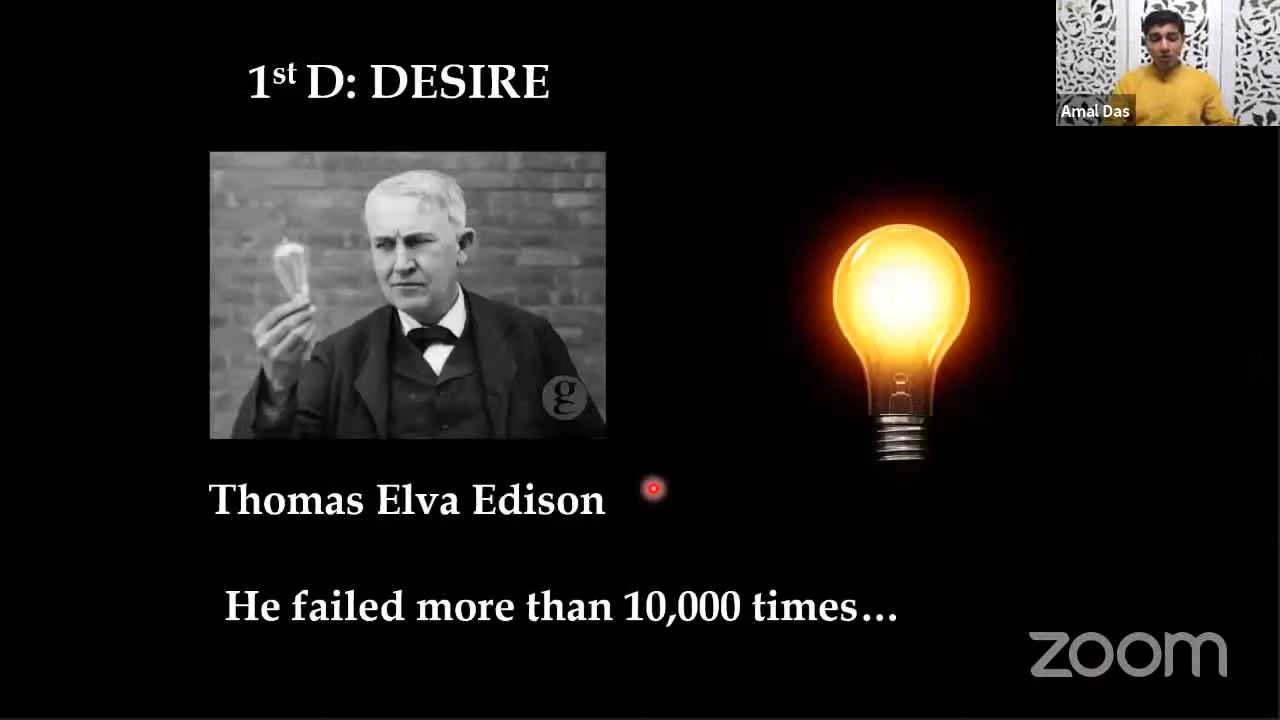 1st D: DESIRE
Amal Das
g
Thomas Elva Edison
He failed more than 10,000 times…
zoom